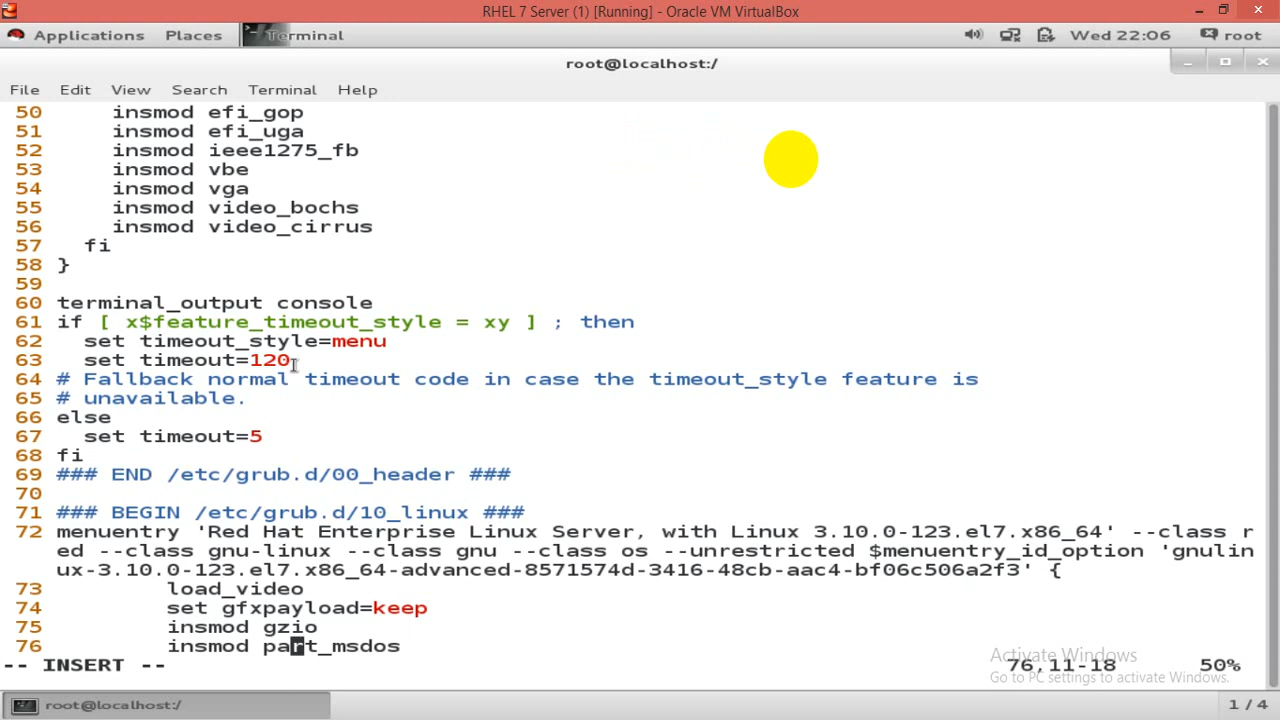 RHEL 7 Server (1) [Running] - Oracle VM VirtualBox
Applications Places Terminal Wed 22:06 root
root@localhost:/
File Edit View Search Terminal Help
50 insmod efi_gop
51 insmod efi_uga
52 insmod ieee1275_fb
53 insmod vbe
54 insmod vga
55 insmod video_bochs
56 insmod video_cirrus
57 fi
58 }
59
60 terminal_output console
61 if [ x$feature_timeout_style = xy ] ; then
62 set timeout_style=menu
63 set timeout=120
64 # Fallback normal timeout code in case the timeout_style feature is
65 # unavailable.
66 else
67 set timeout=5
68 fi
69 ### END /etc/grub.d/00_header ###
70
71 ### BEGIN /etc/grub.d/10_linux ###
72 menuentry 'Red Hat Enterprise Linux Server, with Linux 3.10.0-123.el7.x86_64' --class r
ed --class gnu-linux --class gnu --class os --unrestricted $menuentry_id_option 'gnulin
ux-3.10.0-123.el7.x86_64-advanced-8571574d-3416-48cb-aac4-bf06c506a2f3' {
73 load_video
74 set gfxpayload=keep
75 insmod gzio
76 insmod part_msdos
-- INSERT -- 76,11-18 50%
Activate Windows
Go to PC settings to activate Windows.
root@localhost:/ 1 / 4